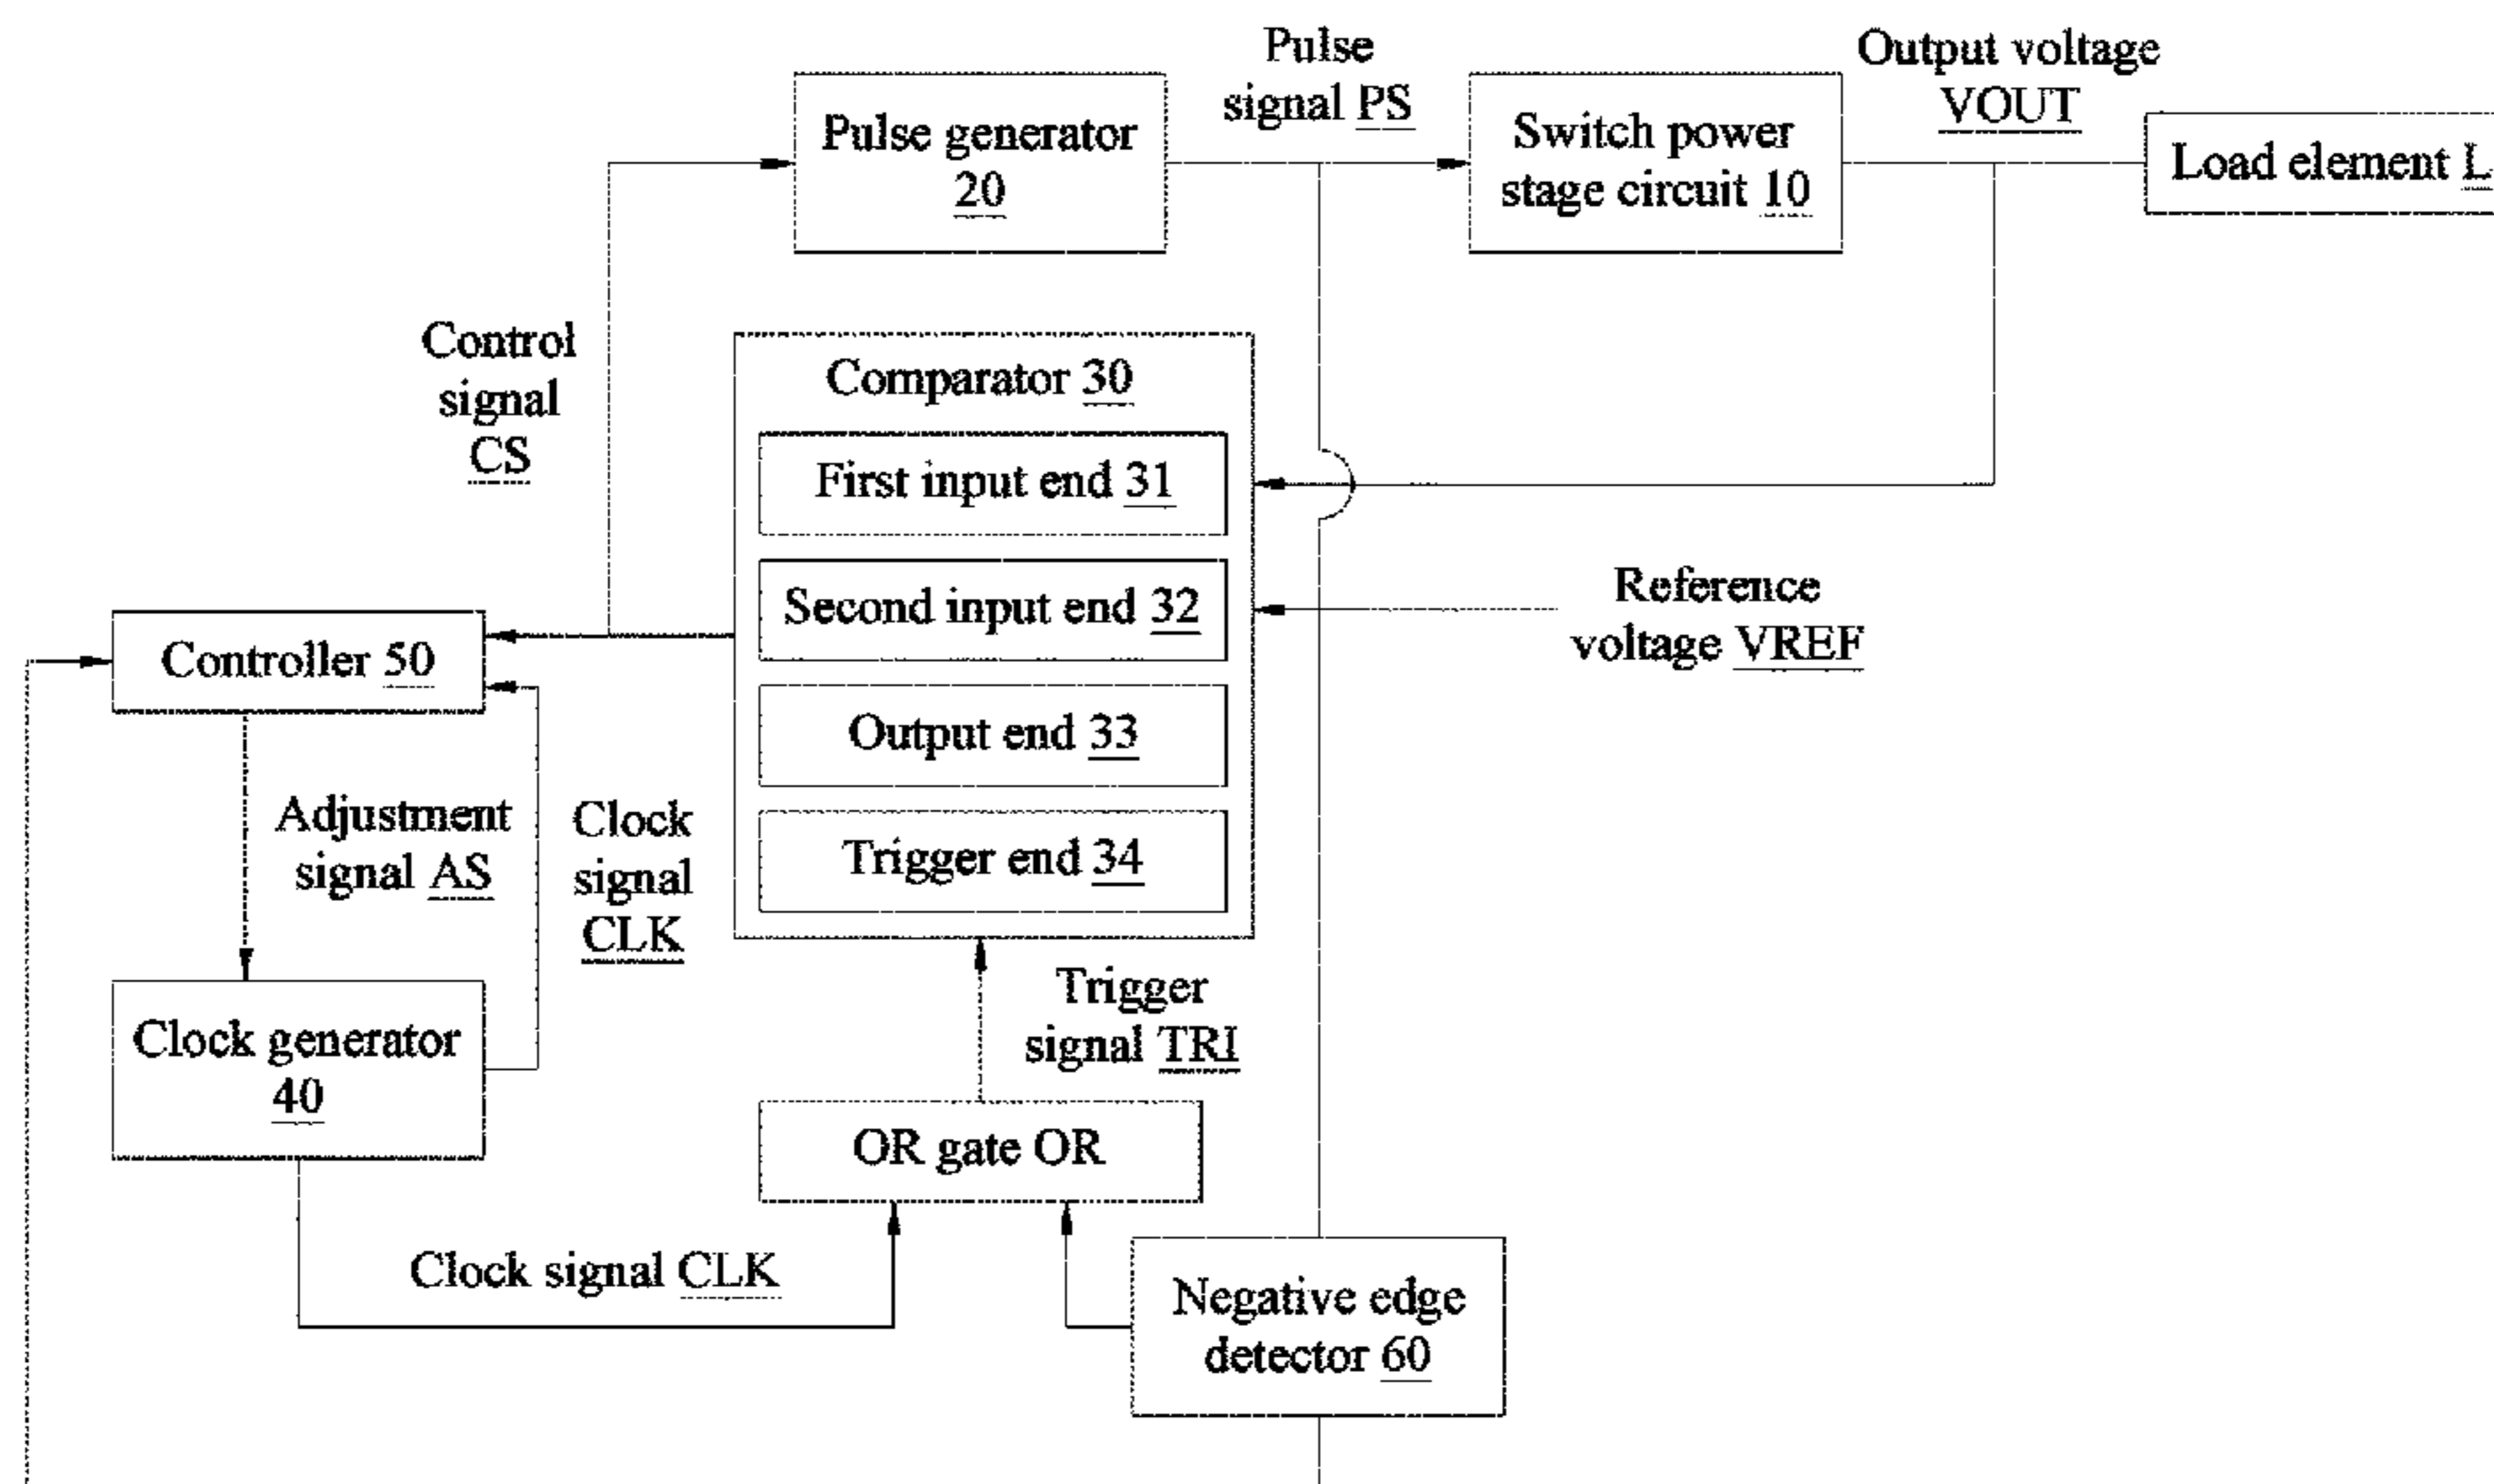 Pulse
signal PS
Output voltage
VOUT
Pulse generator
20
Switch power
stage circuit 10
Load element L
Control
signal
CS
Comparator 30
First input end 31
Second input end 32
Output end 33
Trigger end 34
Reference
voltage VREF
Controller 50
Adjustment
signal AS
Clock
signal
CLK
Clock generator
40
Trigger
signal TRI
OR gate OR
Clock signal CLK
Negative edge
detector 60